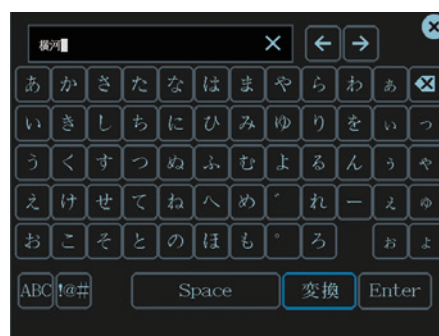 横河
あ か さ た な は ま や ら わ ぁ
い き し ち に ひ み ゆ り を ぃ っ
う く す つ ぬ ふ む よ る ん ぅ ゃ
え け せ て ね へ め ゛ れ ー ぇ ゅ
お こ そ と の ほ も ゜ ろ ぉ ょ
ABC !@# Space 変換 Enter